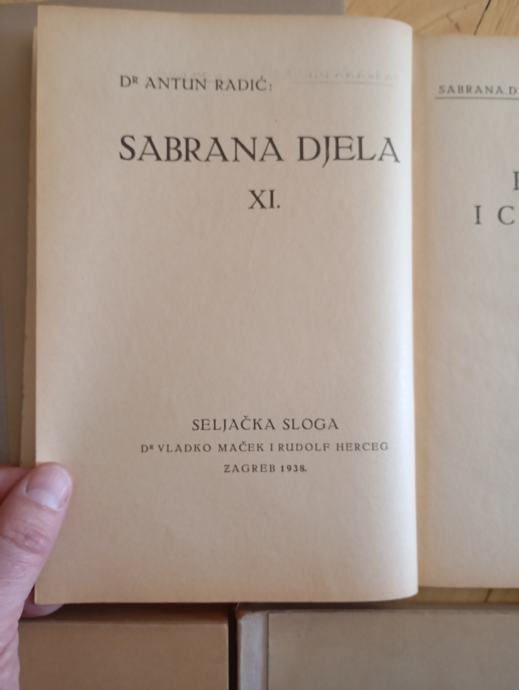 Dr ANTUN RADIĆ:
SABRANA DJELA
XI.
SELJAČKA SLOGA
Dr VLADKO MAČEK I RUDOLF HERCEG
ZAGREB 1938.
SABRANA D
I C